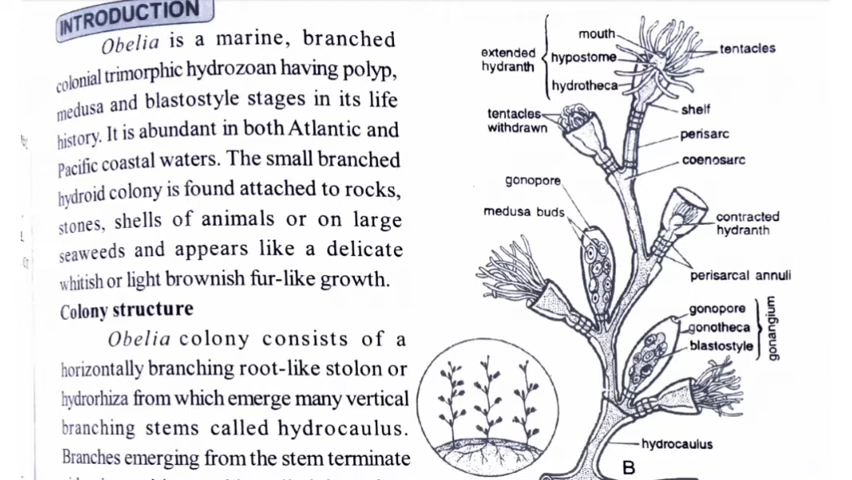 INTRODUCTION
Obelia is a marine, branched
colonial trimorphic hydrozoan having polyp,
medusa and blastostyle stages in its life
history. It is abundant in both Atlantic and
Pacific coastal waters. The small branched
hydroid colony is found attached to rocks,
stones, shells of animals or on large
seaweeds and appears like a delicate
whitish or light brownish fur-like growth.
Colony structure
Obelia colony consists of a
horizontally branching root-like stolon or
hydrorhiza from which emerge many vertical
branching stems called hydrocaulus.
Branches emerging from the stem terminate
mouth
tentacles
extended
hydranth
hypostome
hydrotheca
shelf
tentacles
withdrawn
perisarc
coenosarc
gonopore
medusa buds
contracted
hydranth
perisarcal annuli
gonopore
gonotheca
blastostyle
gonangium
hydrocaulus
B